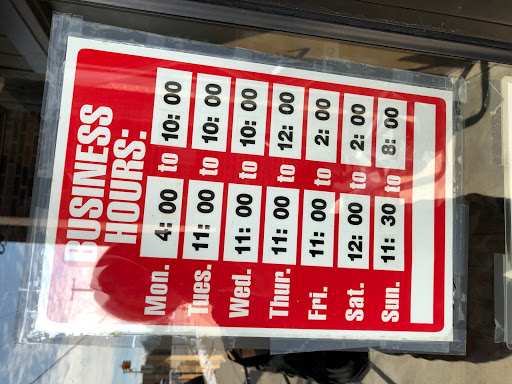 BUSINESS
HOURS:
Mon. 4:00 to 10:00
Tues. 11:00 to 10:00
Wed. 11:00 to 10:00
Thur. 11:00 to 12:00
Fri. 11:00 to 2:00
Sat. 12:00 to 2:00
Sun. 11:30 to 8:00